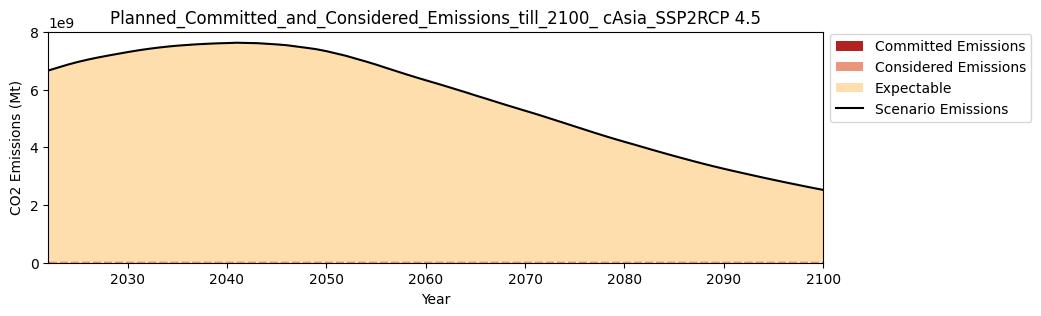 Planned_Committed_and_Considered_Emissions_till_2100_ cAsia_SSP2RCP 4.5
1e9
8
6
4
2
0
CO2 Emissions (Mt)
2030 2040 2050 2060 2070 2080 2090 2100
Year
Committed Emissions
Considered Emissions
Expectable
Scenario Emissions